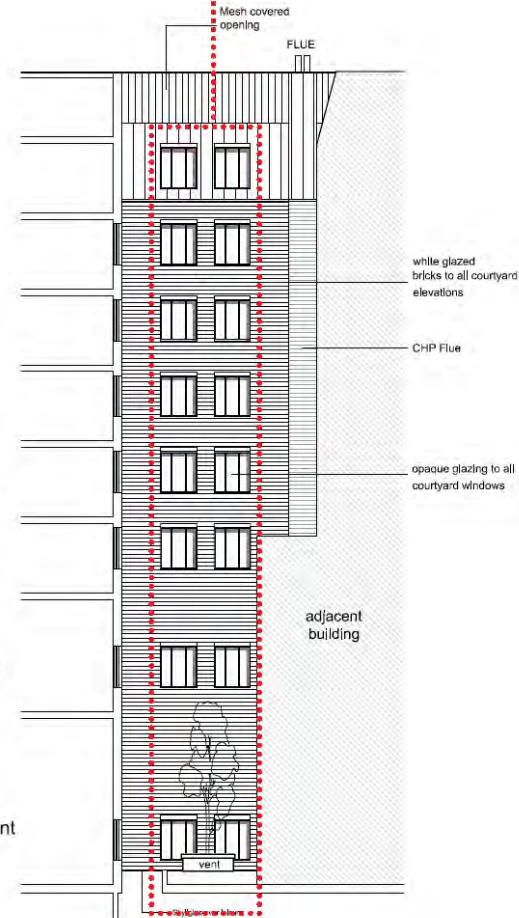 Mesh covered
opening
FLUE
white glazed
bricks to all courtyard
elevations
CHP Flue
opaque glazing to all
courtyard windows
adjacent
building
nt
vent